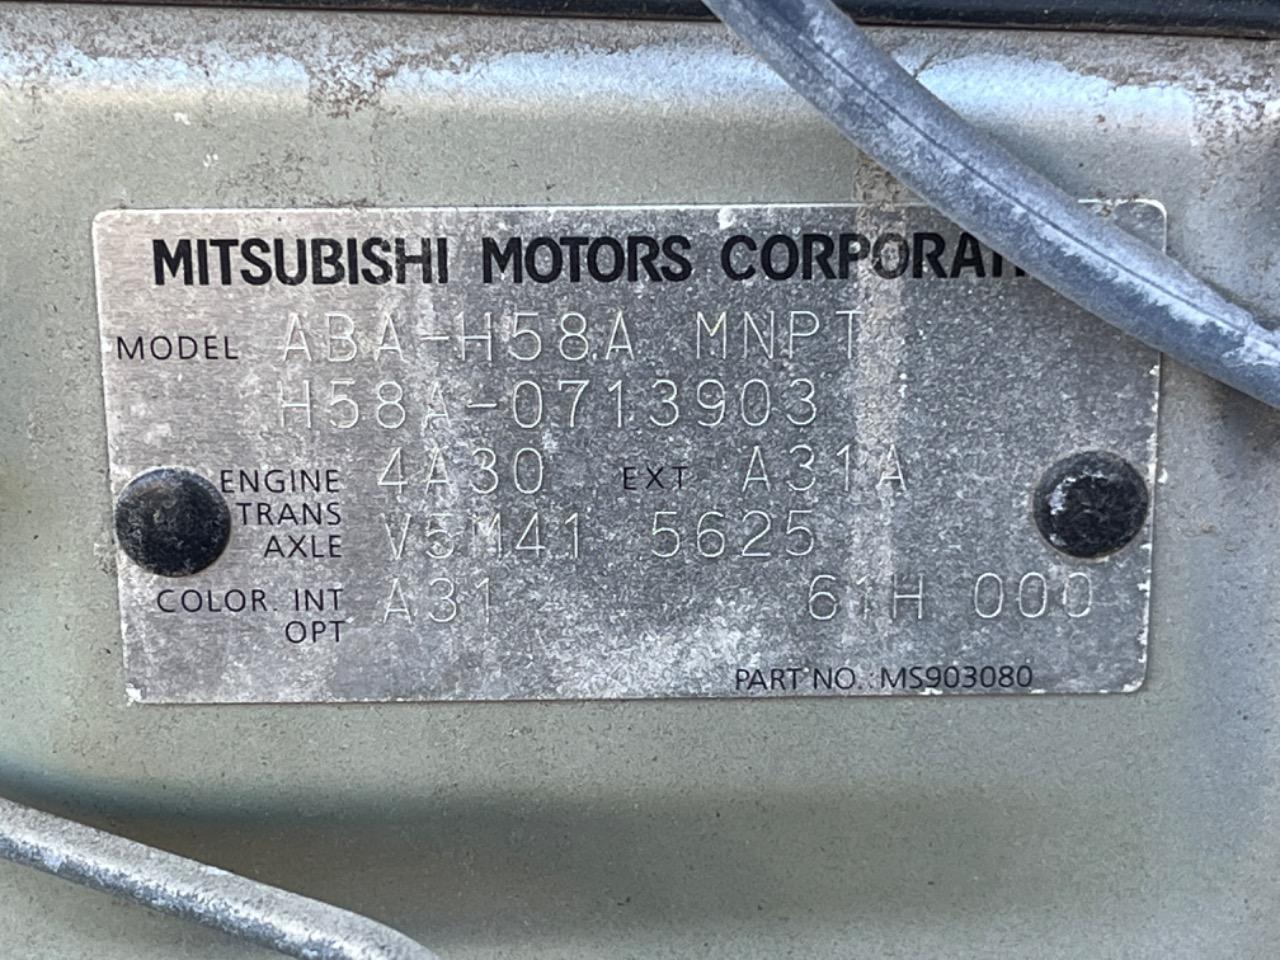 MITSUBISHI MOTORS CORPORAT
MODEL ABA-H58A MNPT
H58A-0713903
ENGINE 4A30 EXT A31A
TRANS
AXLE V5M41 5625
COLOR. INT A31 61H 000
OPT
PART NO. : MS903080